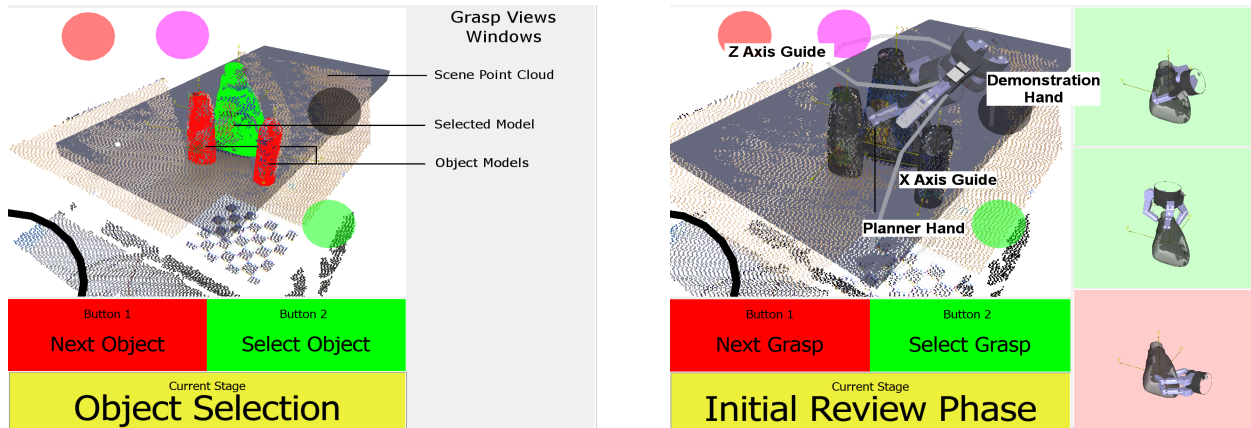 Grasp Views
Windows
Scene Point Cloud
Selected Model
Object Models
Button 1
Next Object
Button 2
Select Object
Current Stage
Object Selection
Z Axis Guide
Demonstration
Hand
X Axis Guide
Planner Hand
Button 1
Next Grasp
Button 2
Select Grasp
Current Stage
Initial Review Phase